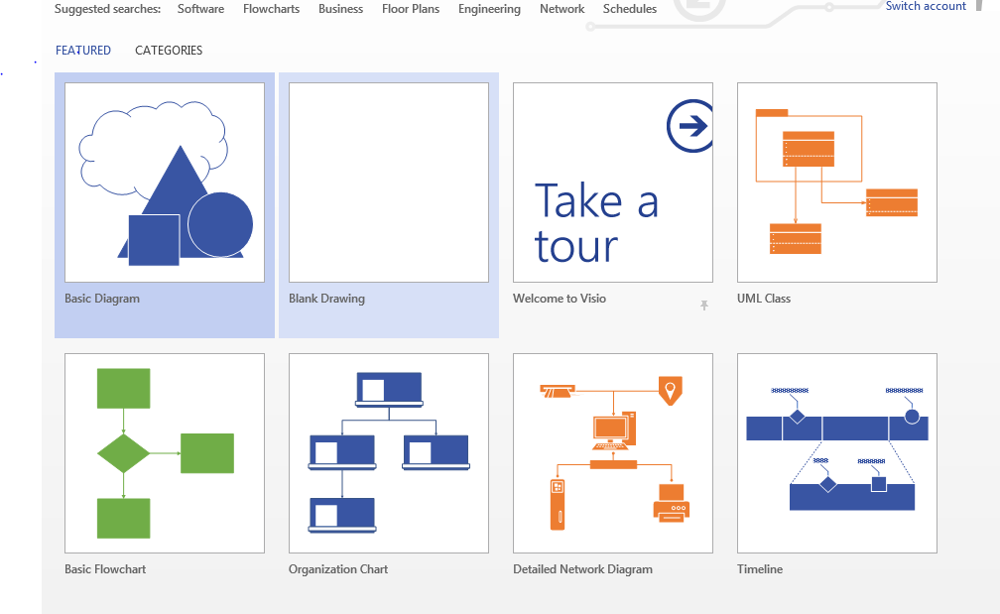 Suggested searches: Software Flowcharts Business Floor Plans Engineering Network Schedules
Switch account
FEATURED CATEGORIES
Take a
tour
Basic Diagram
Blank Drawing
Welcome to Visio
UML Class
Basic Flowchart
Organization Chart
Detailed Network Diagram
Timeline